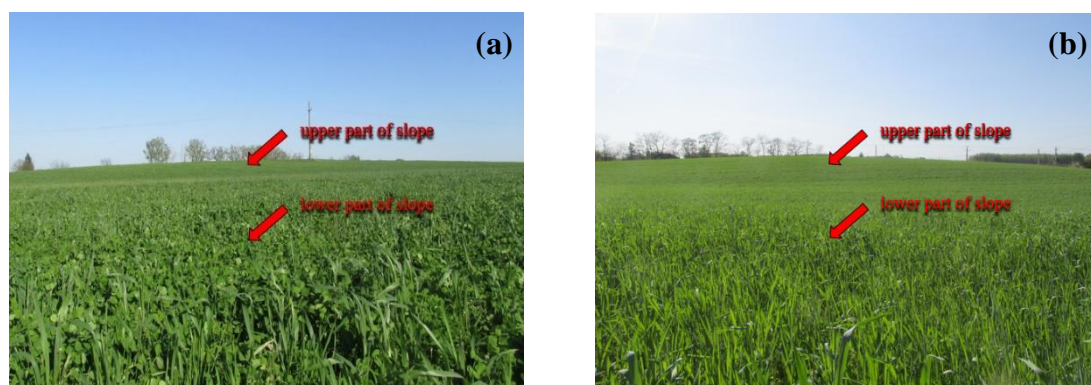 (a)
upper part of slope
lower part of slope
(b)
upper part of slope
lower part of slope